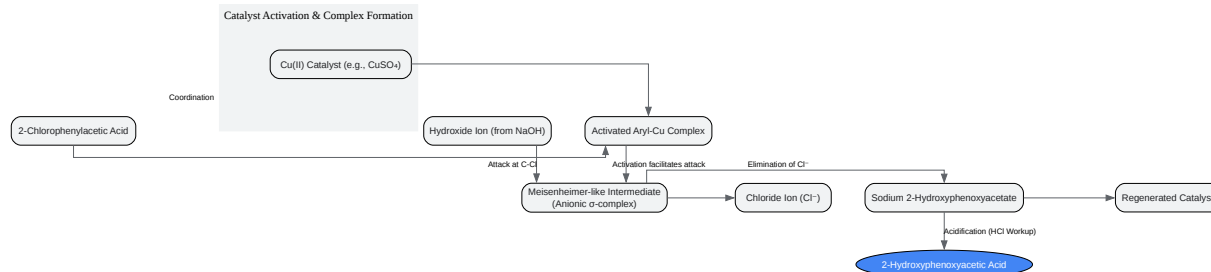 Catalyst Activation & Complex Formation
Cu(II) Catalyst (e.g., CuSO₄)
Coordination
2-Chlorophenylacetic Acid
Hydroxide Ion (from NaOH)
Activated Aryl-Cu Complex
Attack at C-Cl
Activation facilitates attack
Elimination of Cl⁻
Meisenheimer-like Intermediate
(Anionic σ-complex)
Chloride Ion (Cl⁻)
Sodium 2-Hydroxyphenoxyacetate
Regenerated Catalyst
Acidification (HCl Workup)
2-Hydroxyphenoxyacetic Acid